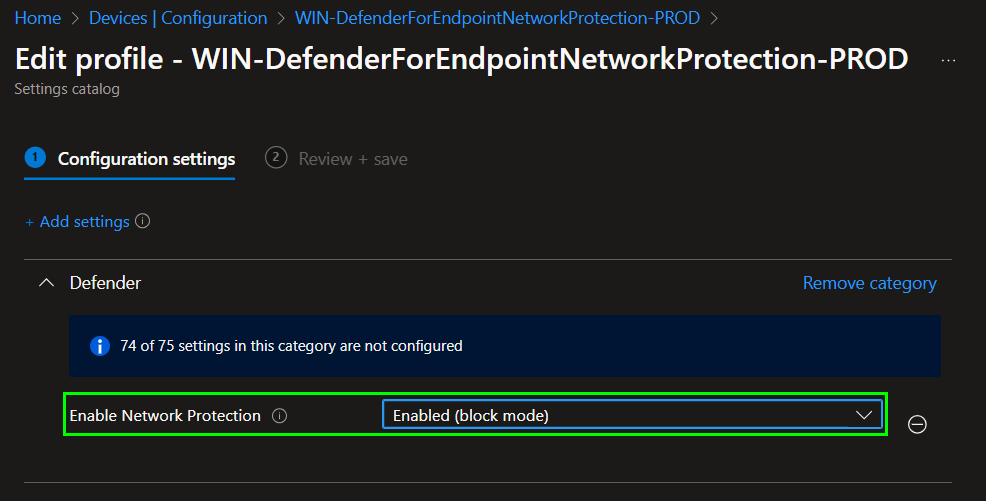 Home > Devices | Configuration > WIN-DefenderForEndpointNetworkProtection-PROD >
Edit profile - WIN-DefenderForEndpointNetworkProtection-PROD ...
Settings catalog
1 Configuration settings 2 Review + save
+ Add settings
Defender Remove category
74 of 75 settings in this category are not configured
Enable Network Protection Enabled (block mode)